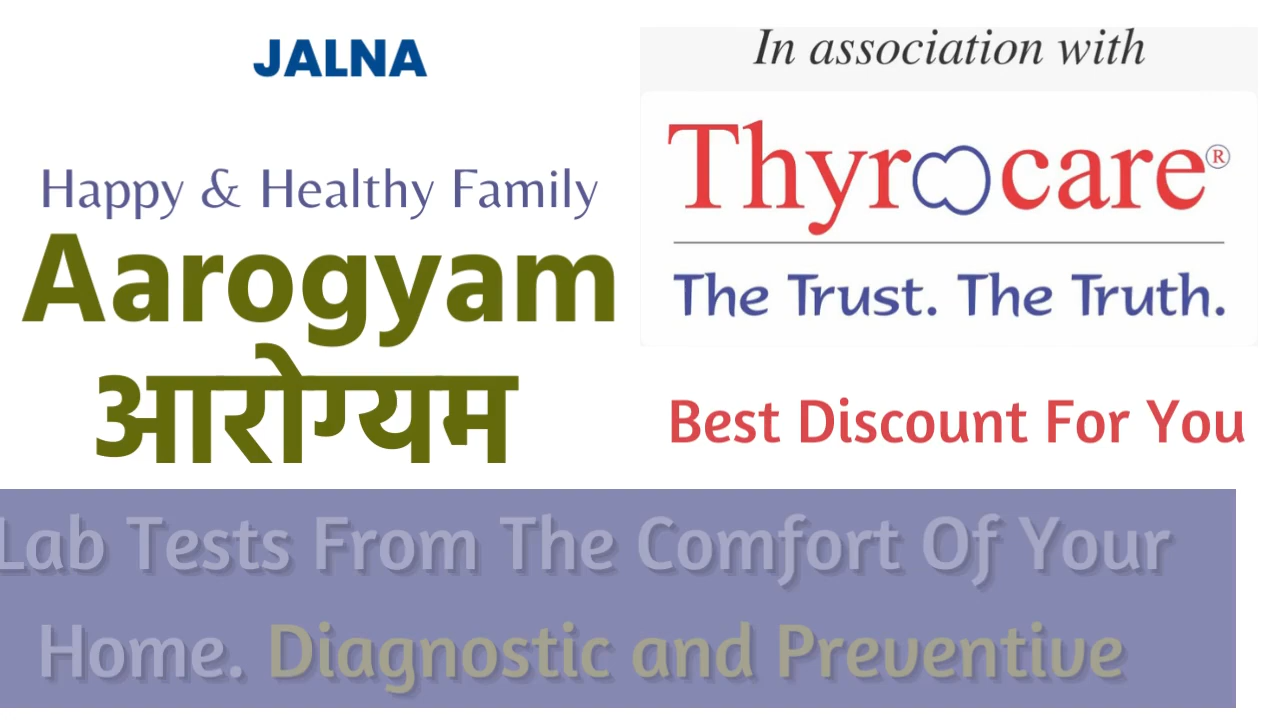 JALNA
Happy & Healthy Family
Aarogyam
आरोग्यम
In association with
Thyrocare®
The Trust. The Truth.
Best Discount For You
Lab Tests From The Comfort Of Your
Home. Diagnostic and Preventive